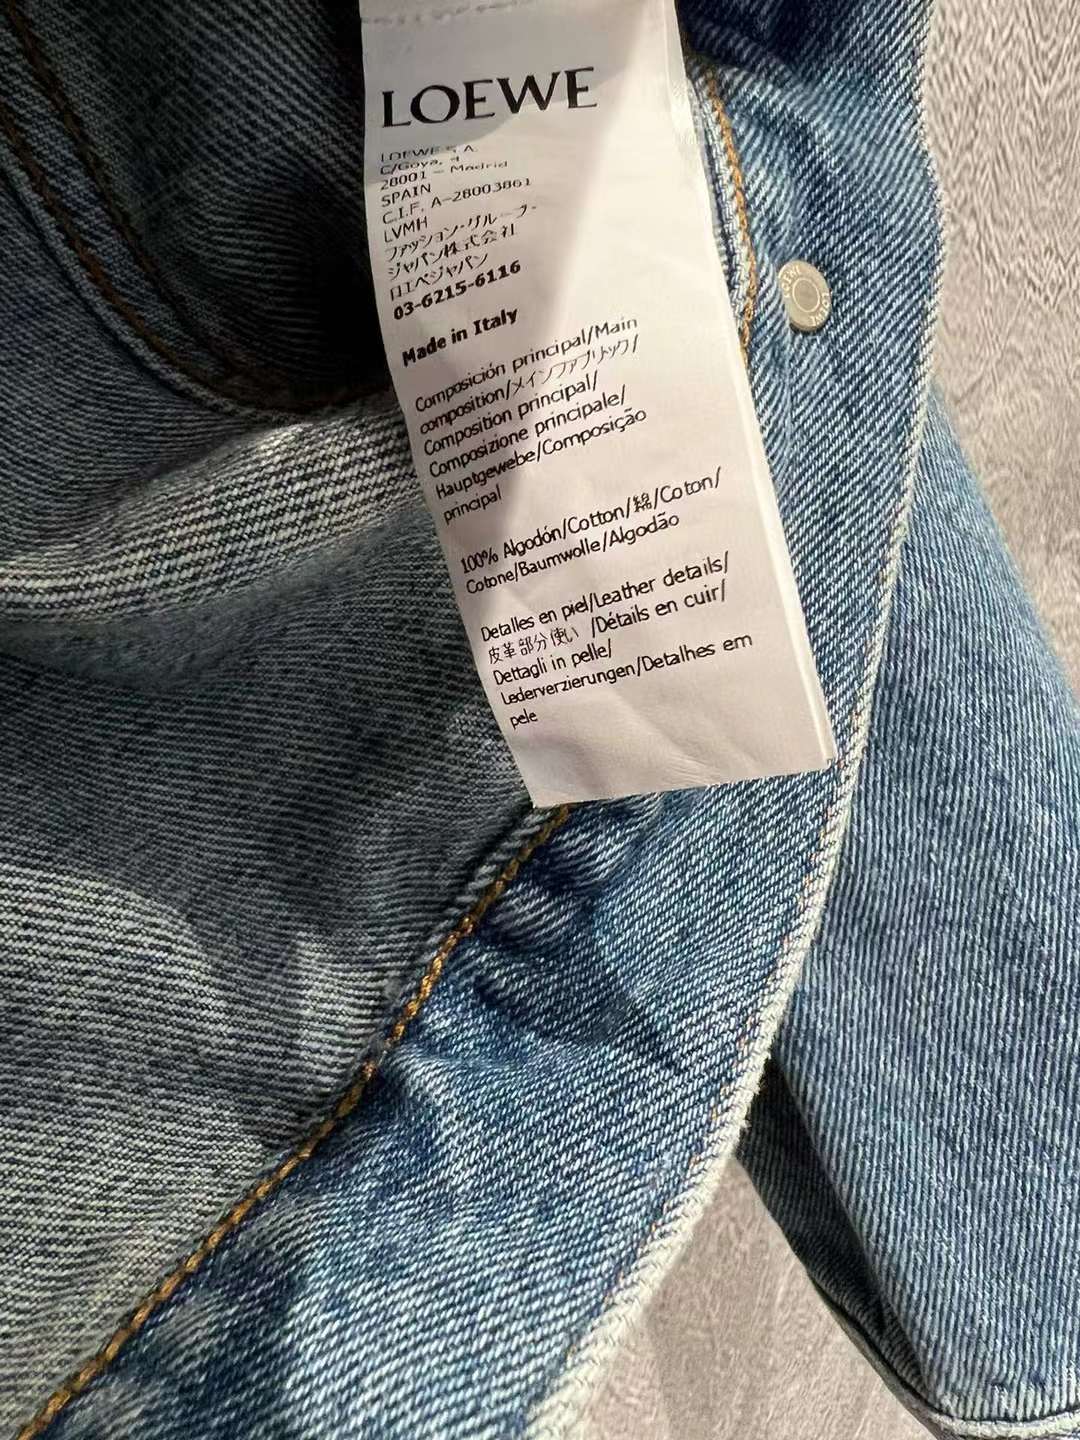 LOEWE
LOEWE S.A.
C/Goya, 4
28001 – Madrid
SPAIN
C.I.F. A-28003861
LVMH
ファッション・グループ・
ジャパン株式会社
ロエベジャパン
03-6215-6116
Made in Italy
Composición principal/Main
composition/メインファブリック/
Composition principal/
Composizione principale/
Hauptgewebe/Composição
principal
100% Algodón/Cotton/綿/Coton/
Cotone/Baumwolle/Algodão
Detalles en piel/Leather details/
皮革部分使い /Détails en cuir/
Dettagli in pelle/
Lederverzierungen/Detalhes em
pele